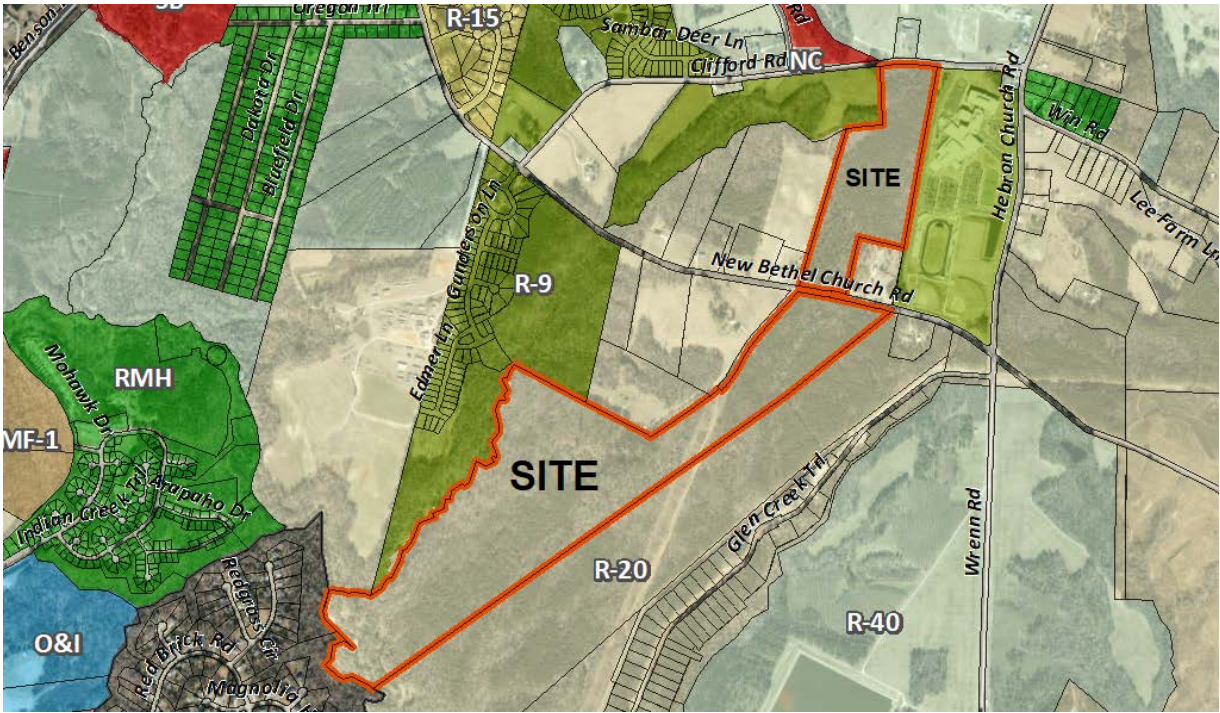 SB
Oregon Trl
R-15
Rd
Benson
Sambar Deer Ln
Clifford Rd
NC
Dakota Dr
Bluefield Dr
Hebron Church Rd
Win Rd
SITE
Lee Farm Ln
Gunderson Ln
New Bethel Church Rd
R-9
Edmer Ln
Mohawk Dr
RMH
MF-1
SITE
Indian Creek Trl
Arapaho Dr
Glen Creek Trl
Wrenn Rd
R-20
Redgrass Cir
O&I
Red Brick Rd
Magnolia
R-40